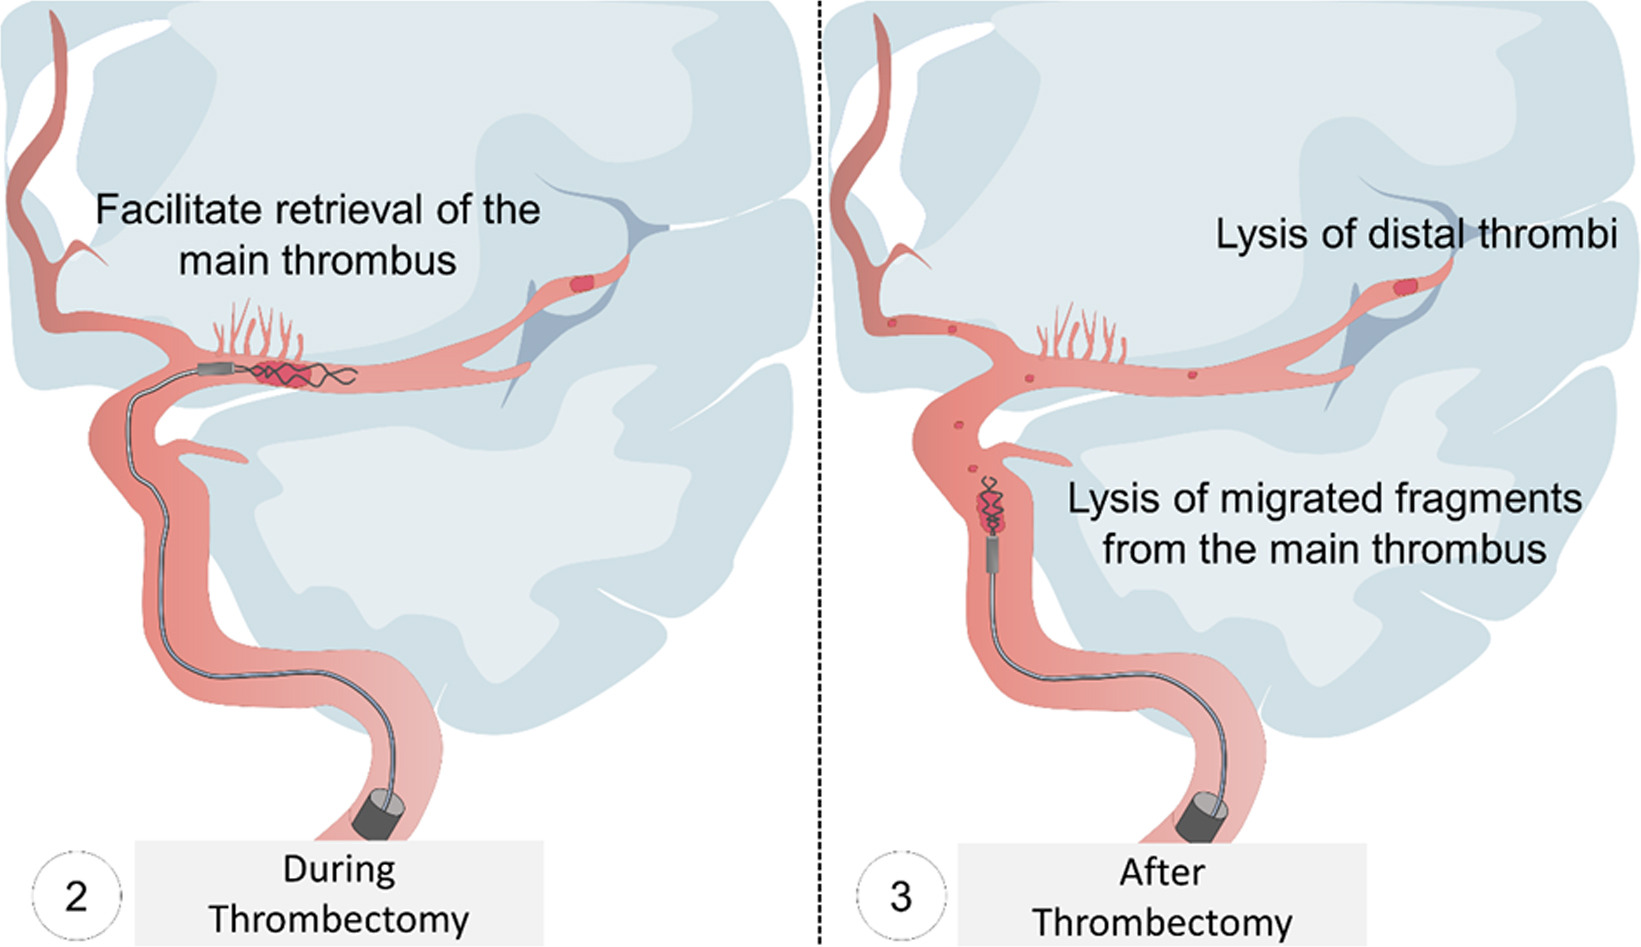 Facilitate retrieval of the
main thrombus
2
During
Thrombectomy
Lysis of distal thrombi
Lysis of migrated fragments
from the main thrombus
3
After
Thrombectomy